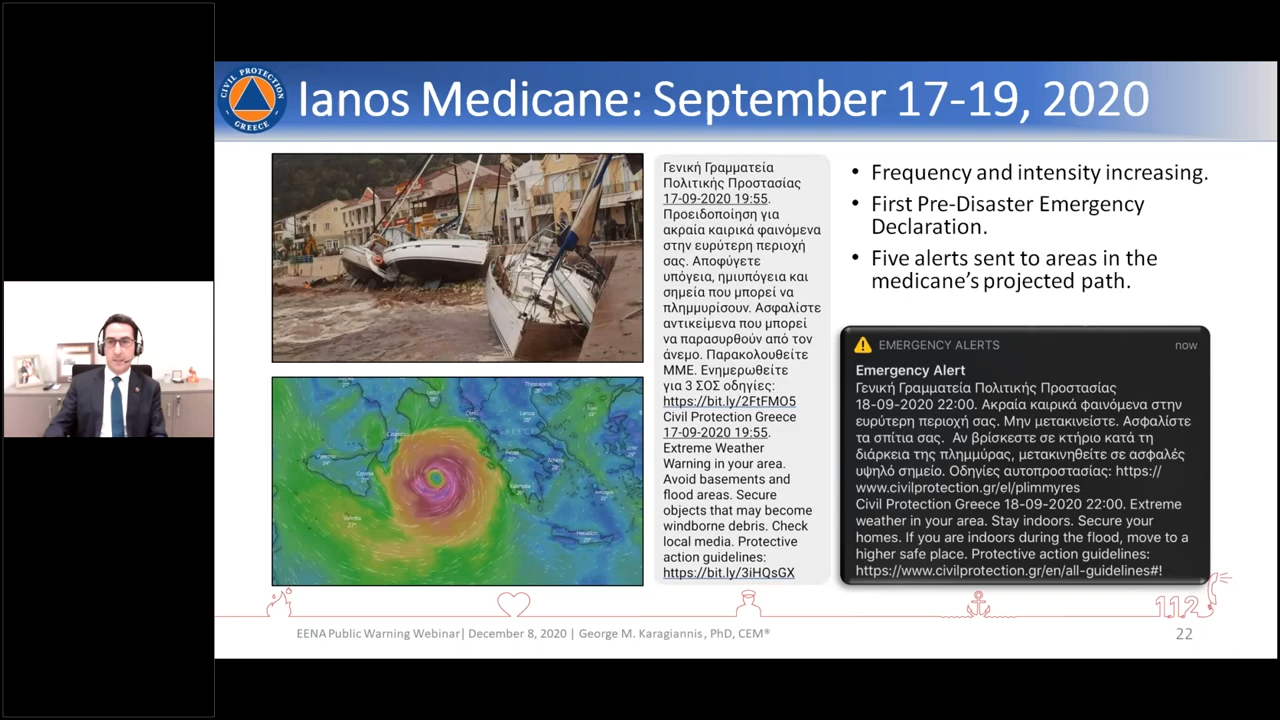 CIVIL PROTECTION
GREECE
Ianos Medicane: September 17-19, 2020
Γενική Γραμματεία
Πολιτικής Προστασίας
17-09-2020 19:55.
Προειδοποίηση για
ακραία καιρικά φαινόμενα
στην ευρύτερη περιοχή
σας. Αποφύγετε
υπόγεια, ημιυπόγεια και
σημεία που μπορεί να
πλημμυρίσουν. Ασφαλίστε
αντικείμενα που μπορεί
να παρασυρθούν από τον
άνεμο. Παρακολουθείτε
ΜΜΕ. Ενημερωθείτε
για 3 ΣΟΣ οδηγίες:
https://bit.ly/2FtFMO5
Civil Protection Greece
17-09-2020 19:55.
Extreme Weather
Warning in your area.
Avoid basements and
flood areas. Secure
objects that may become
windborne debris. Check
local media. Protective
action guidelines:
https://bit.ly/3iHQsGX
• Frequency and intensity increasing.
• First Pre-Disaster Emergency
Declaration.
• Five alerts sent to areas in the
medicane's projected path.
EMERGENCY ALERTS now
Emergency Alert
Γενική Γραμματεία Πολιτικής Προστασίας
18-09-2020 22:00. Ακραία καιρικά φαινόμενα στην
ευρύτερη περιοχή σας. Μην μετακινείστε. Ασφαλίστε
τα σπίτια σας. Αν βρίσκεστε σε κτήριο κατά τη
διάρκεια της πλημμύρας, μετακινηθείτε σε ασφαλές
υψηλό σημείο. Οδηγίες αυτοπροστασίας: https://
www.civilprotection.gr/el/plimmyres
Civil Protection Greece 18-09-2020 22:00. Extreme
weather in your area. Stay indoors. Secure your
homes. If you are indoors during the flood, move to a
higher safe place. Protective action guidelines:
https://www.civilprotection.gr/en/all-guidelines#!
112
EENA Public Warning Webinar| December 8, 2020 | George M. Karagiannis, PhD, CEM®
22